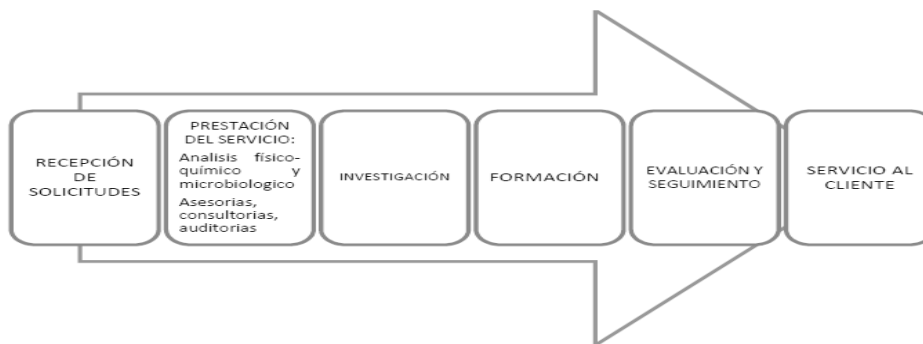 RECEPCIÓN
DE
SOLICITUDES
PRESTACIÓN
DEL SERVICIO:
Analisis físico-
químico y
microbiologico
Asesorias,
consultorias,
auditorias
INVESTIGACIÓN
FORMACIÓN
EVALUACIÓN Y
SEGUIMIENTO
SERVICIO AL
CLIENTE